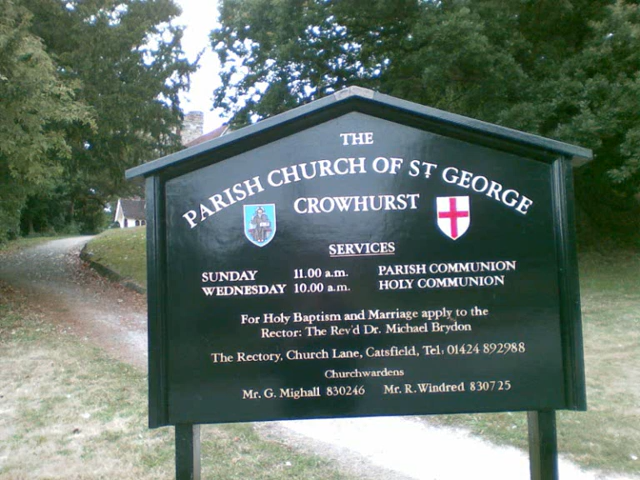 THE
PARISH CHURCH OF ST GEORGE
CROWHURST
SERVICES
SUNDAY 11.00 a.m. PARISH COMMUNION
WEDNESDAY 10.00 a.m. HOLY COMMUNION
For Holy Baptism and Marriage apply to the
Rector: The Rev'd Dr. Michael Brydon
The Rectory, Church Lane, Catsfield, Tel: 01424 892988
Churchwardens
Mr. G. Mighall 830246 Mr. R. Windred 830725